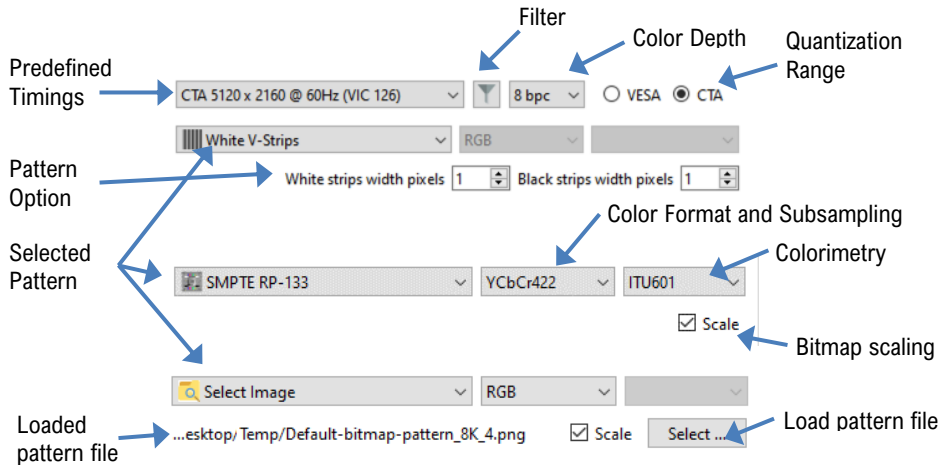 Filter
Color Depth
Quantization
Range
Predefined
Timings
CTA 5120 x 2160 @ 60Hz (VIC 126)
8 bpc
VESA
CTA
White V-Strips
RGB
Pattern
Option
White strips width pixels 1
Black strips width pixels 1
Color Format and Subsampling
Colorimetry
Selected
Pattern
SMPTE RP-133
YCbCr422
ITU601
Scale
Bitmap scaling
Select Image
RGB
Loaded
pattern file
...esktop/Temp/Default-bitmap-pattern_8K_4.png
Scale
Select ...
Load pattern file